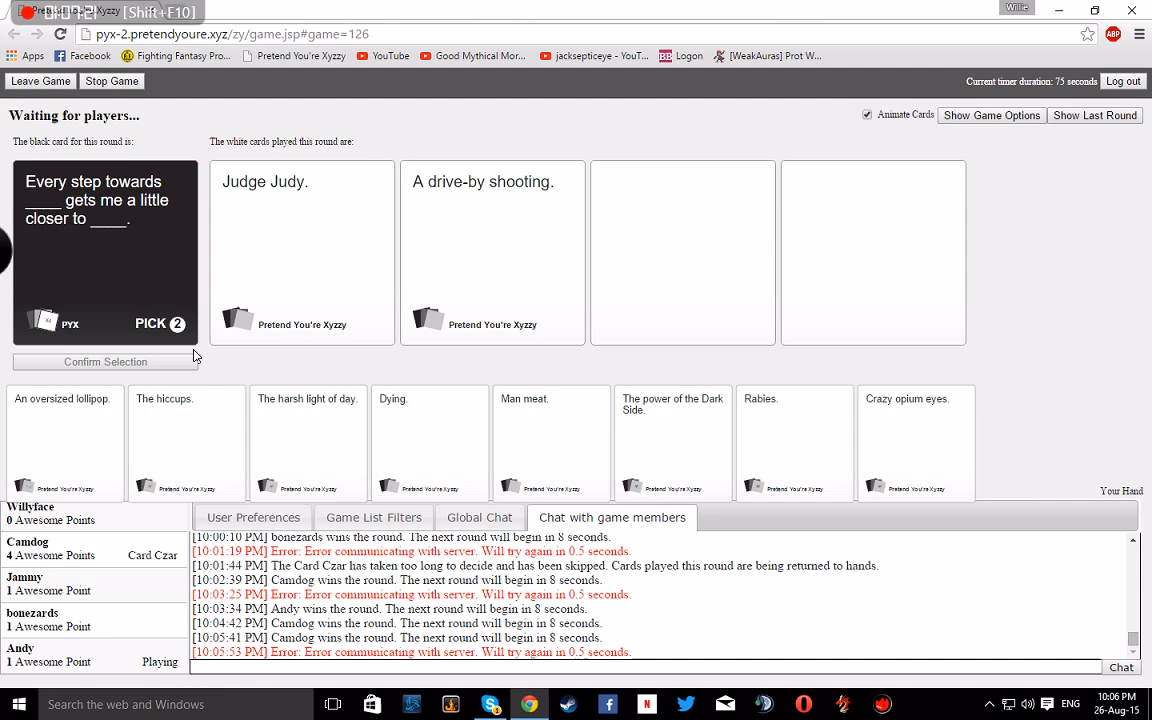 [Shift+F10]
Willie
pyx-2.pretendyoure.xyz/zy/game.jsp#game=126
ABP
Apps
Facebook
Fighting Fantasy Pro...
Pretend You're Xyzzy
YouTube
Good Mythical Mor...
jacksepticeye - YouT...
Logon
[WeakAuras] Prot W...
Leave Game
Stop Game
Current timer duration: 75 seconds
Log out
Waiting for players...
Animate Cards
Show Game Options
Show Last Round
The black card for this round is:
The white cards played this round are:
Every step towards
____ gets me a little
closer to ____.
PYX
PICK 2
Judge Judy.
Pretend You're Xyzzy
A drive-by shooting.
Pretend You're Xyzzy
Confirm Selection
An oversized lollipop.
The hiccups.
The harsh light of day.
Dying.
Man meat.
The power of the Dark
Side.
Rabies.
Crazy opium eyes.
Pretend You're Xyzzy
Pretend You're Xyzzy
Pretend You're Xyzzy
Pretend You're Xyzzy
Pretend You're Xyzzy
Pretend You're Xyzzy
Pretend You're Xyzzy
Pretend You're Xyzzy
Your Hand
Willyface
0 Awesome Points
Camdog
4 Awesome Points
Card Czar
Jammy
1 Awesome Point
bonezards
1 Awesome Point
Andy
1 Awesome Point
Playing
User Preferences
Game List Filters
Global Chat
Chat with game members
[10:00:10 PM] bonezards wins the round. The next round will begin in 8 seconds.
[10:01:19 PM] Error: Error communicating with server. Will try again in 0.5 seconds.
[10:01:44 PM] The Card Czar has taken too long to decide and has been skipped. Cards played this round are being returned to hands.
[10:02:39 PM] Camdog wins the round. The next round will begin in 8 seconds.
[10:03:25 PM] Error: Error communicating with server. Will try again in 0.5 seconds.
[10:03:34 PM] Andy wins the round. The next round will begin in 8 seconds.
[10:04:42 PM] Camdog wins the round. The next round will begin in 8 seconds.
[10:05:41 PM] Camdog wins the round. The next round will begin in 8 seconds.
[10:05:53 PM] Error: Error communicating with server. Will try again in 0.5 seconds.
Chat
Search the web and Windows
ENG
10:06 PM
26-Aug-15